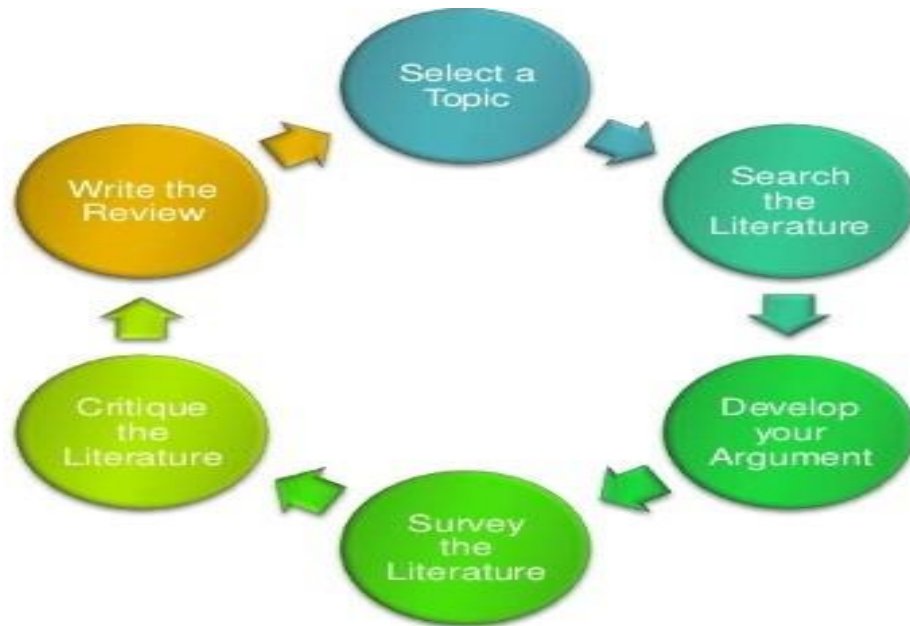 Select a
Topic
Search
the
Literature
Develop
your
Argument
Survey
the
Literature
Critique
the
Literature
Write the
Review